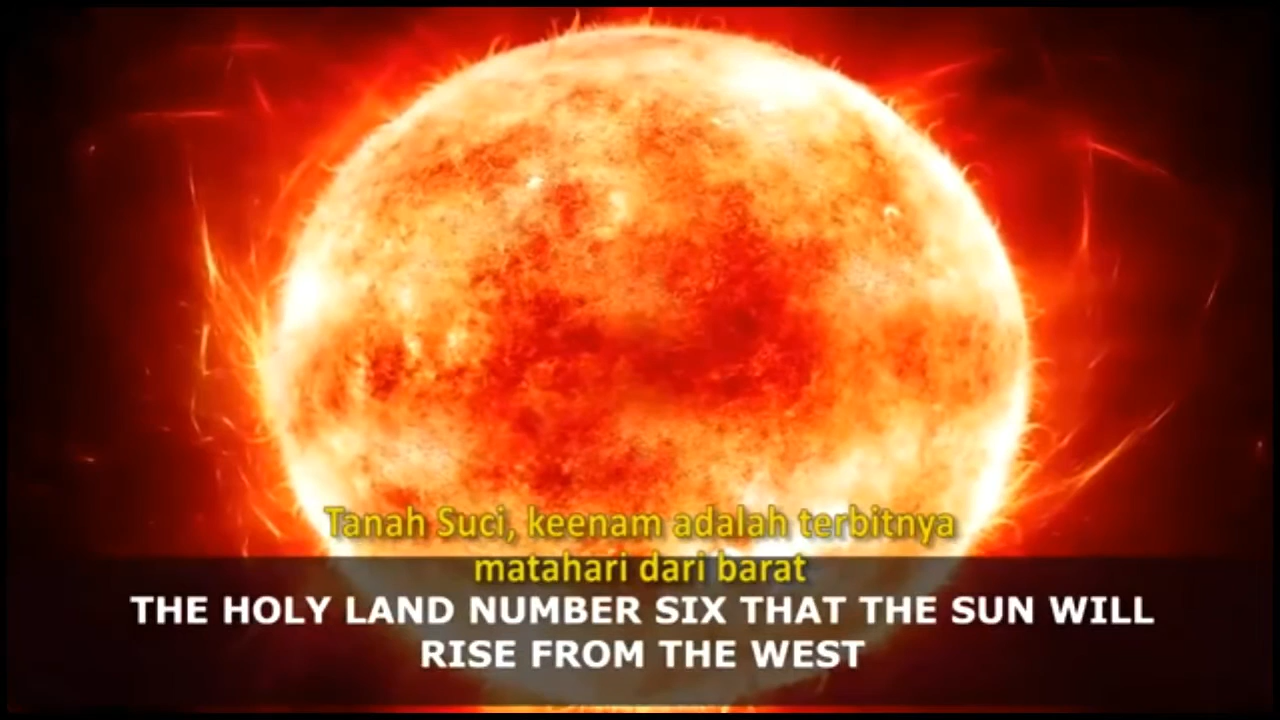 Tanah Suci, keenam adalah terbitnya
matahari dari barat
THE HOLY LAND NUMBER SIX THAT THE SUN WILL
RISE FROM THE WEST